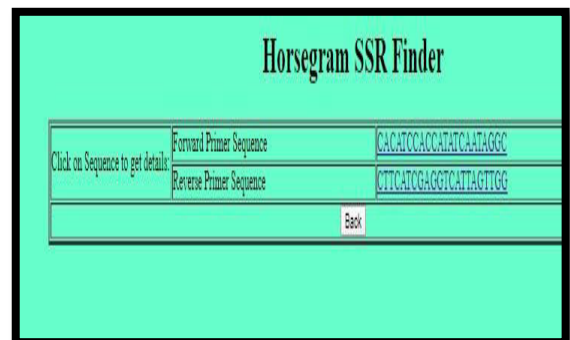 Horsegram SSR Finder
Click on Sequence to get details:
Forward Primer Sequence
CACATCCACCATATCAATAGGC
Reverse Primer Sequence
CTTCATCGAGGTCATTAGTTGG
Back